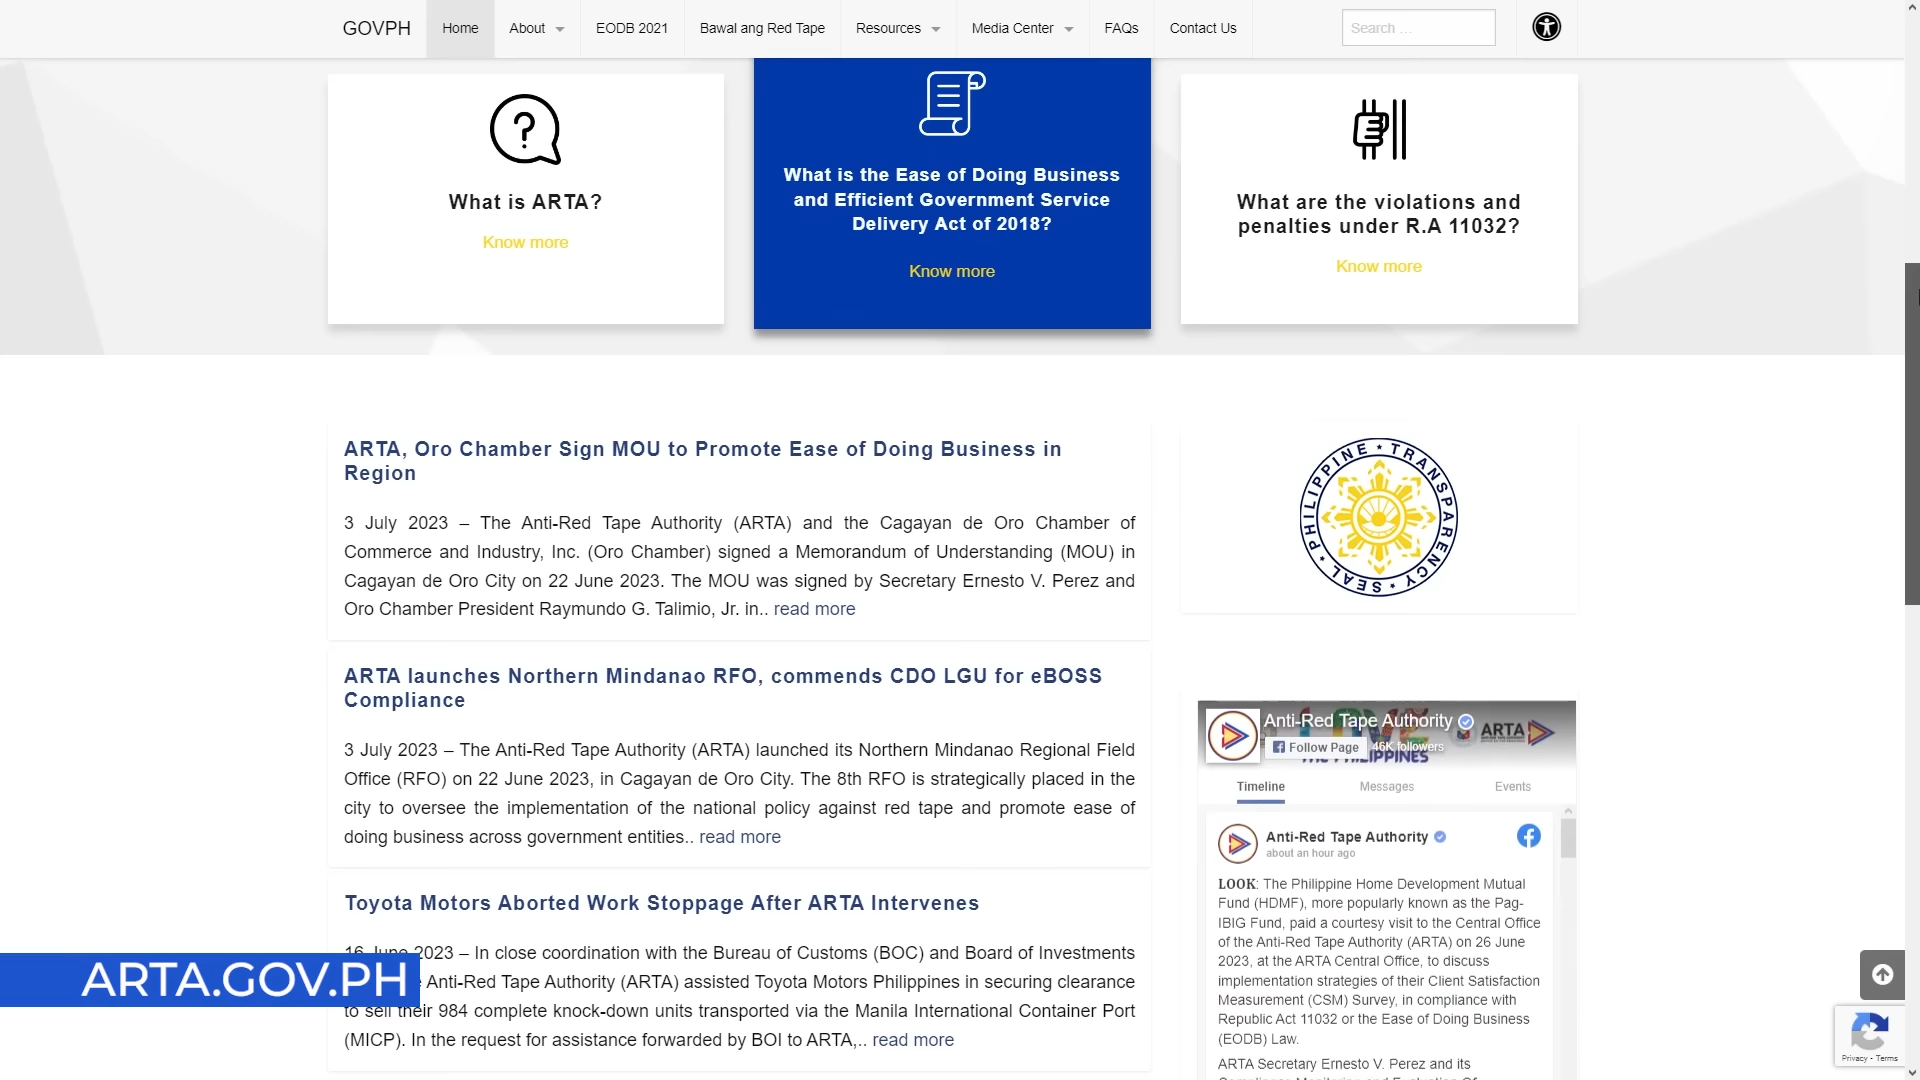 GOVPH Home About EODB 2021 Bawal ang Red Tape Resources Media Center FAQs Contact Us Search ...
What is ARTA?
Know more
What is the Ease of Doing Business
and Efficient Government Service
Delivery Act of 2018?
Know more
What are the violations and
penalties under R.A 11032?
Know more
ARTA, Oro Chamber Sign MOU to Promote Ease of Doing Business in
Region
3 July 2023 – The Anti-Red Tape Authority (ARTA) and the Cagayan de Oro Chamber of
Commerce and Industry, Inc. (Oro Chamber) signed a Memorandum of Understanding (MOU) in
Cagayan de Oro City on 22 June 2023. The MOU was signed by Secretary Ernesto V. Perez and
Oro Chamber President Raymundo G. Talimio, Jr. in.. read more
ARTA launches Northern Mindanao RFO, commends CDO LGU for eBOSS
Compliance
3 July 2023 – The Anti-Red Tape Authority (ARTA) launched its Northern Mindanao Regional Field
Office (RFO) on 22 June 2023, in Cagayan de Oro City. The 8th RFO is strategically placed in the
city to oversee the implementation of the national policy against red tape and promote ease of
doing business across government entities.. read more
Toyota Motors Aborted Work Stoppage After ARTA Intervenes
16 June 2023 – In close coordination with the Bureau of Customs (BOC) and Board of Investments
Anti-Red Tape Authority (ARTA) assisted Toyota Motors Philippines in securing clearance
to sell their 984 complete knock-down units transported via the Manila International Container Port
(MICP). In the request for assistance forwarded by BOI to ARTA,.. read more
ARTA.GOV.PH
PHILIPPINE TRANSPARENCY SEAL
Anti-Red Tape Authority
Follow Page 46K followers
ARTA
THE PHILIPPINES
Timeline Messages Events
Anti-Red Tape Authority
about an hour ago
LOOK: The Philippine Home Development Mutual
Fund (HDMF), more popularly known as the Pag-
IBIG Fund, paid a courtesy visit to the Central Office
of the Anti-Red Tape Authority (ARTA) on 26 June
2023, at the ARTA Central Office, to discuss
implementation strategies of their Client Satisfaction
Measurement (CSM) Survey, in compliance with
Republic Act 11032 or the Ease of Doing Business
(EODB) Law.
ARTA Secretary Ernesto V. Perez and its
Privacy - Terms